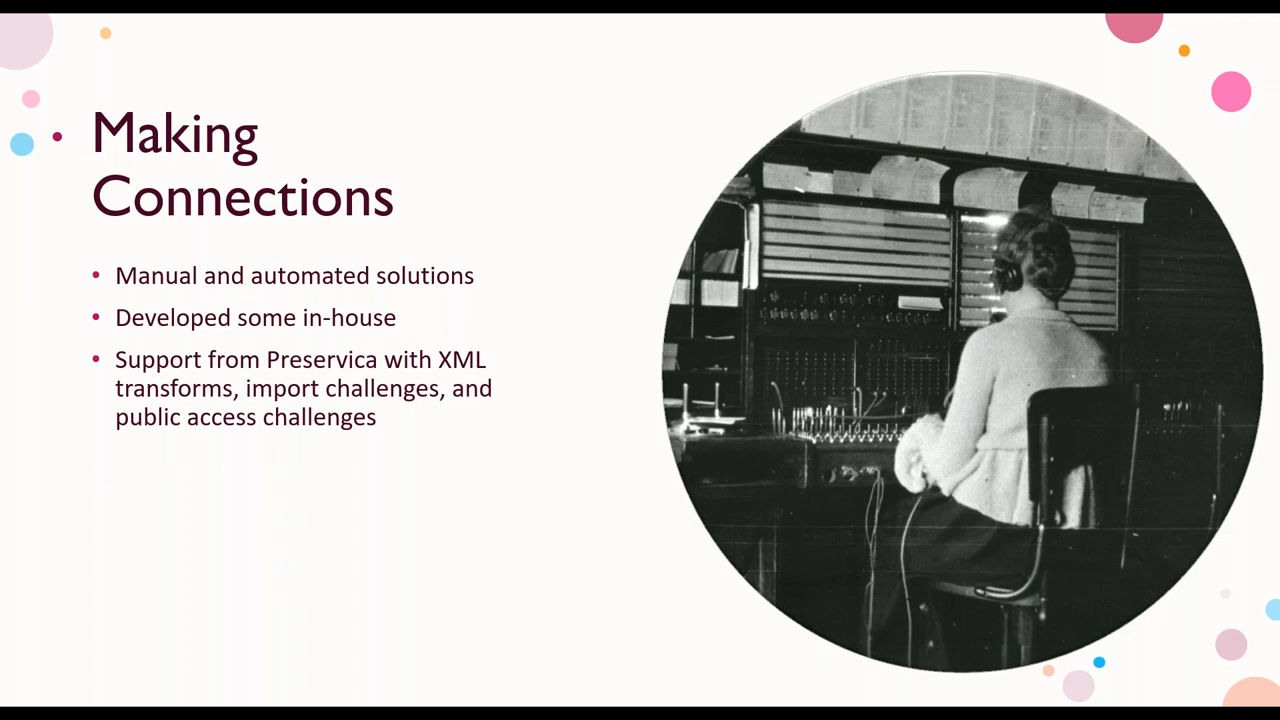 Making
Connections
• Manual and automated solutions
• Developed some in-house
• Support from Preservica with XML
transforms, import challenges, and
public access challenges